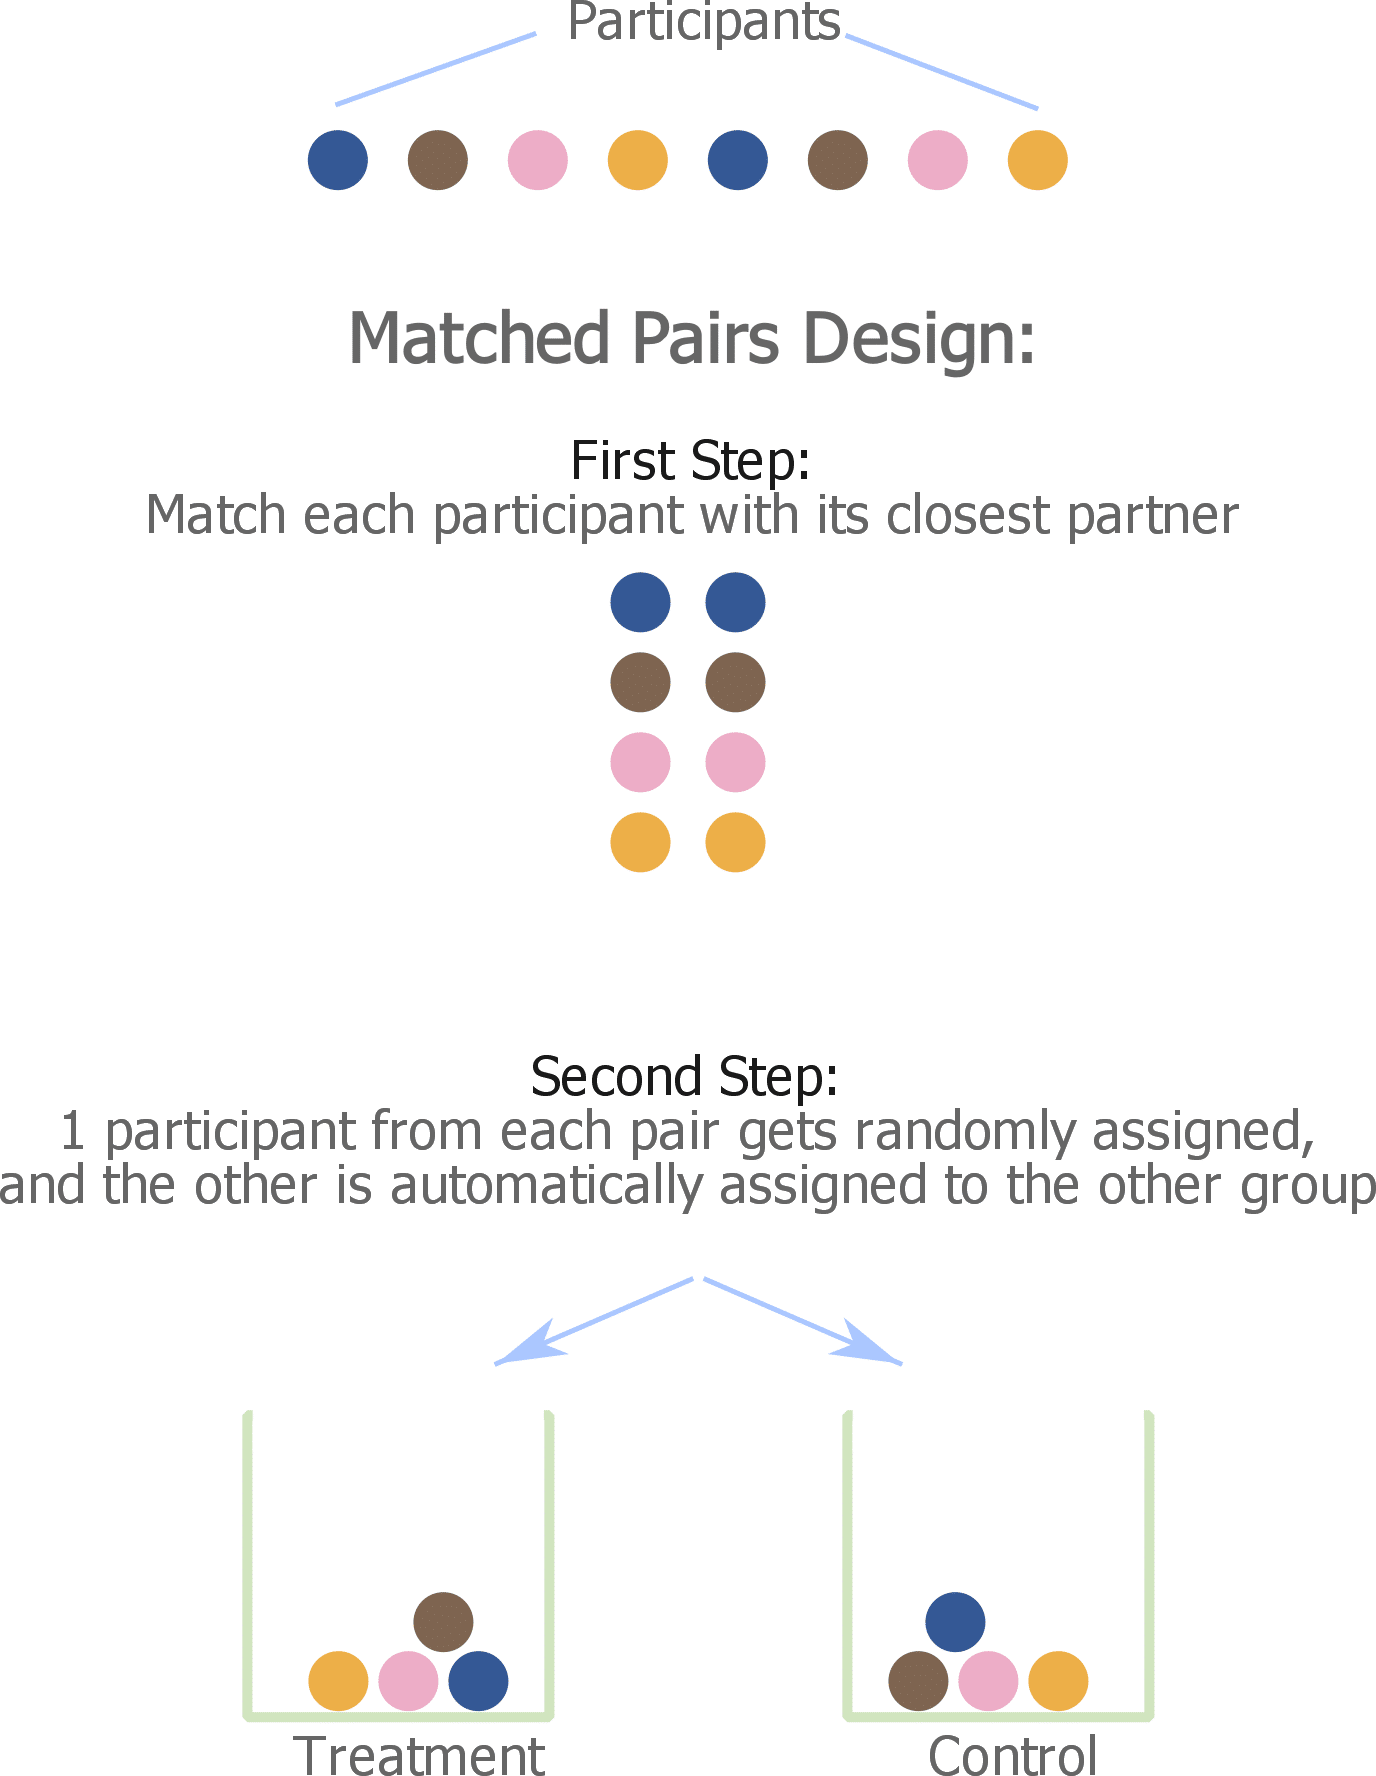 Participants
Matched Pairs Design:
First Step:
Match each participant with its closest partner
Second Step:
1 participant from each pair gets randomly assigned,
and the other is automatically assigned to the other group
Treatment
Control